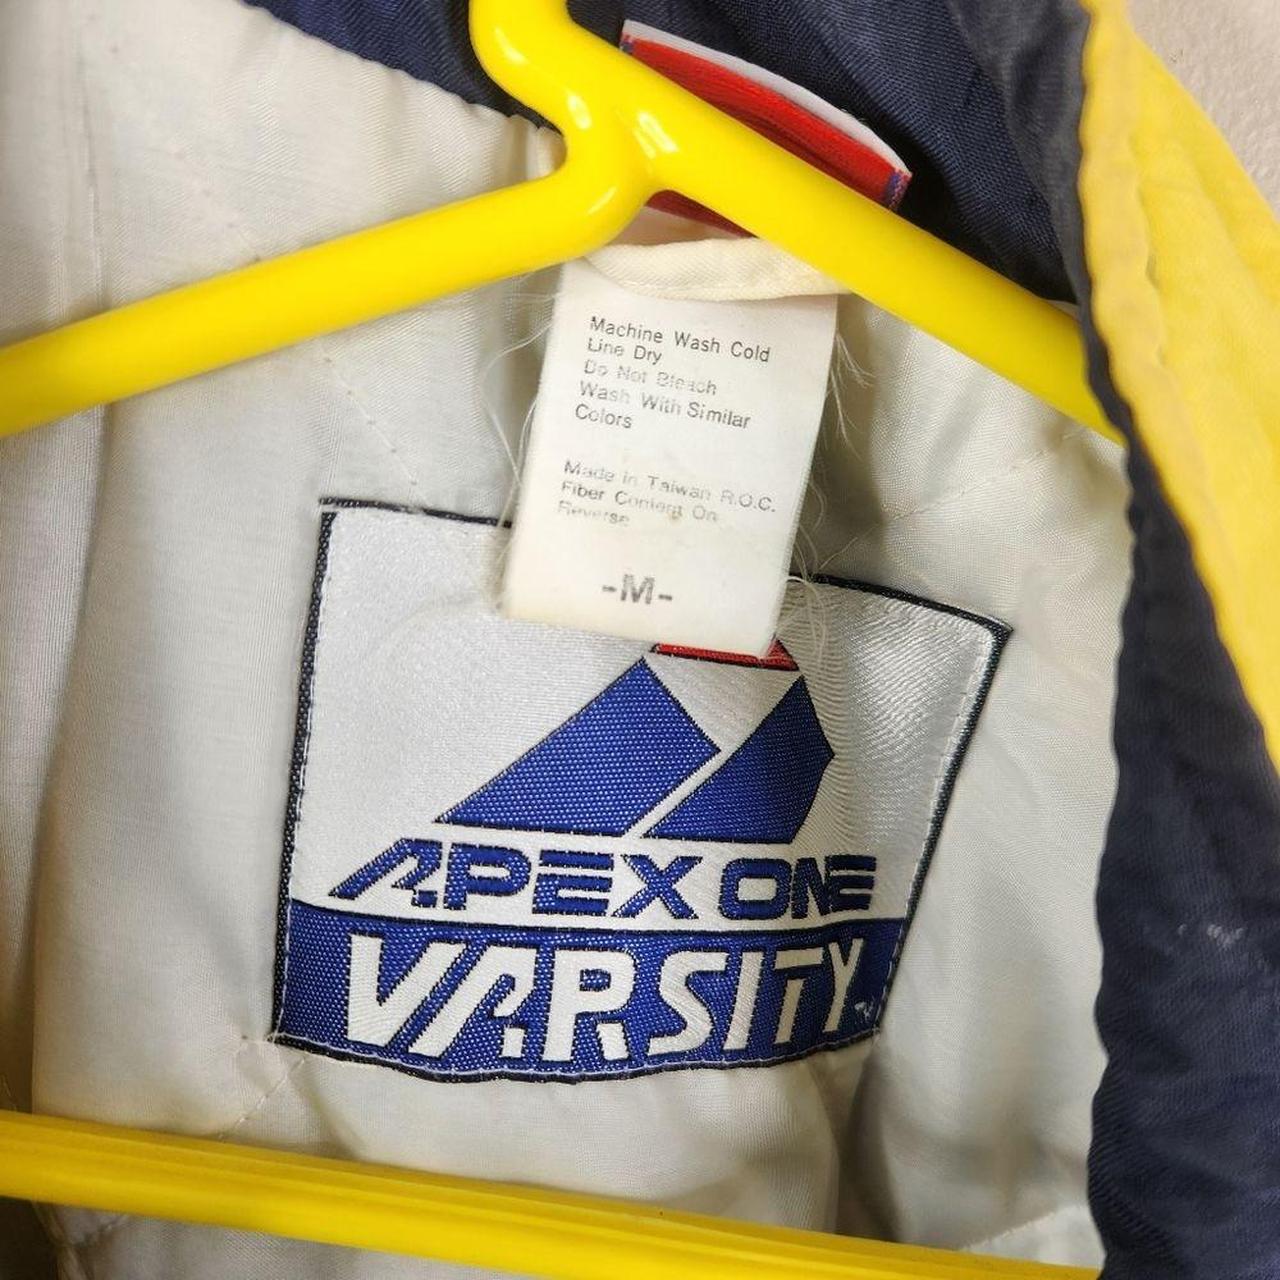 Machine Wash Cold
Line Dry
Do Not Bleach
Wash With Similar
Colors
Made in Taiwan R.O.C.
Fiber Content On
Reverse
-M-
APEX ONE
VARSITY